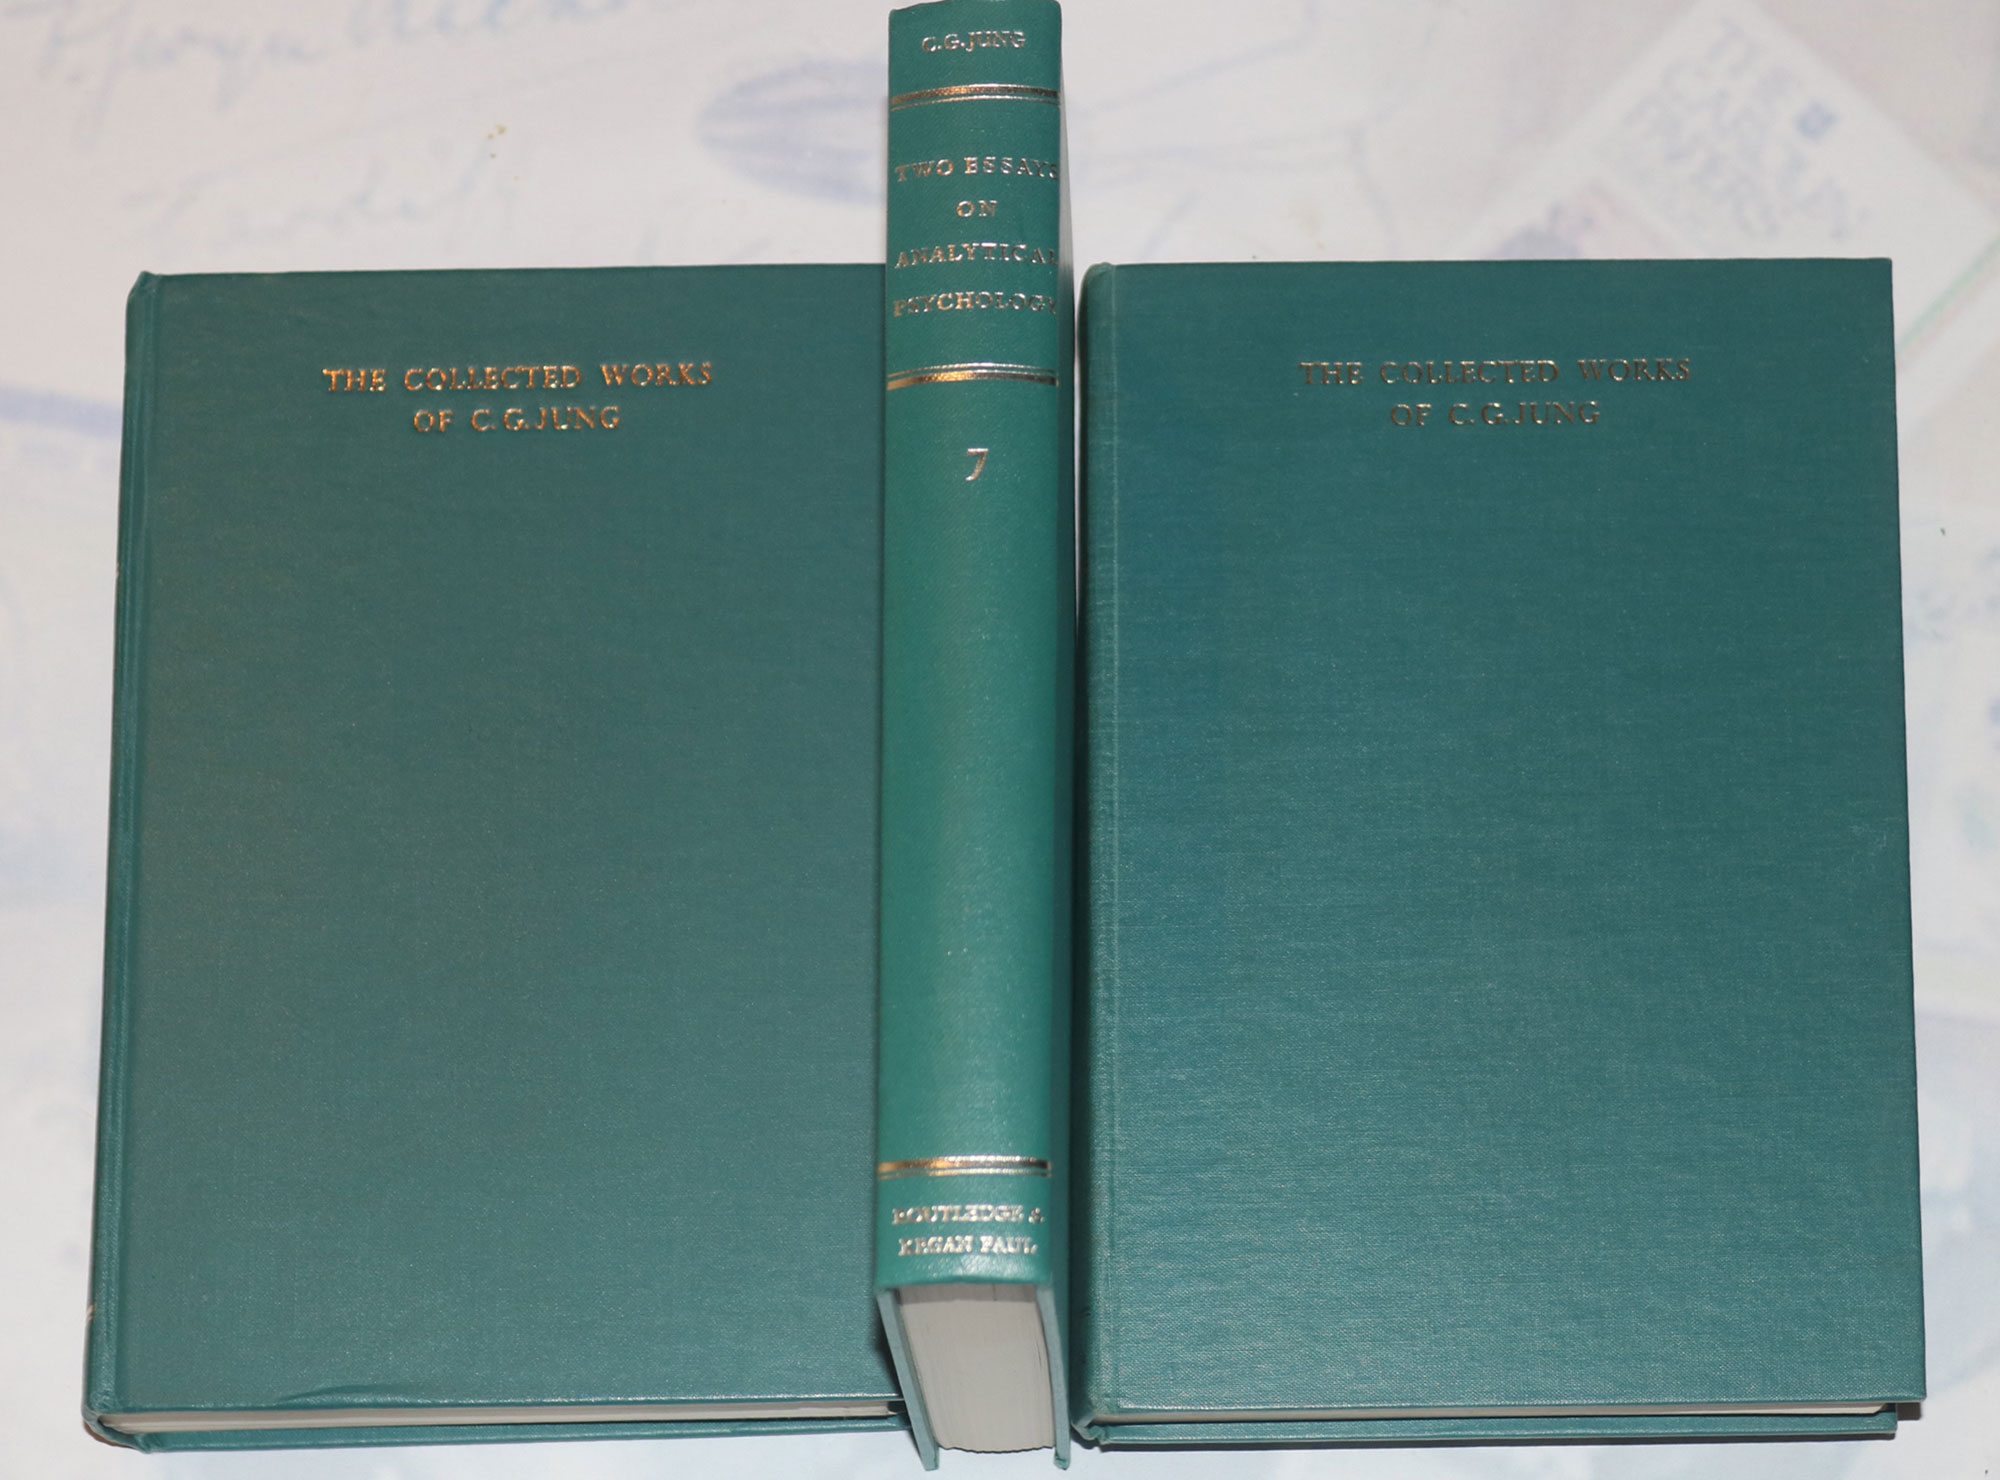 THE COLLECTED WORKS
OF C.G.JUNG
C.G.JUNG
TWO ESSAYS
ON
ANALYTICAL
PSYCHOLOGY
7
ROUTLEDGE &
KEGAN PAUL
THE COLLECTED WORKS
OF C.G.JUNG